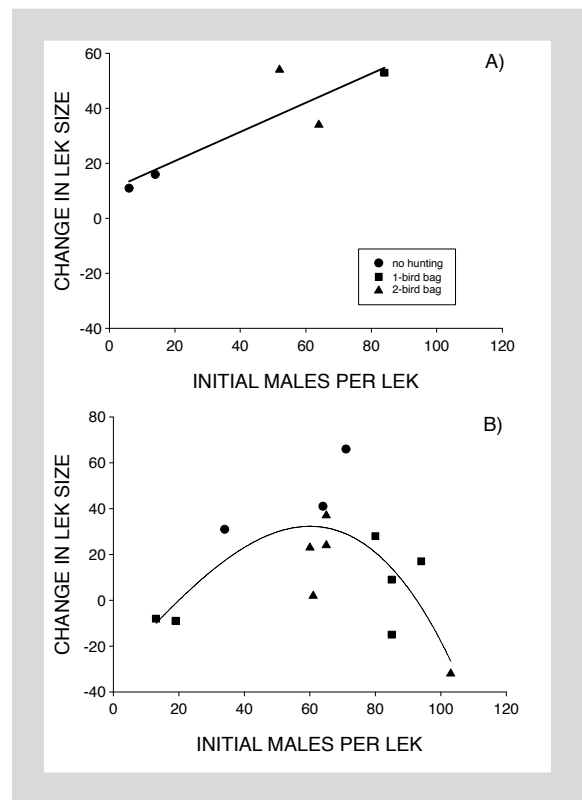 A)
60
40
20
0
-20
-40
0 20 40 60 80 100 120
CHANGE IN LEK SIZE
INITIAL MALES PER LEK
no hunting
1-bird bag
2-bird bag
B)
80
60
40
20
0
-20
-40
0 20 40 60 80 100 120
CHANGE IN LEK SIZE
INITIAL MALES PER LEK